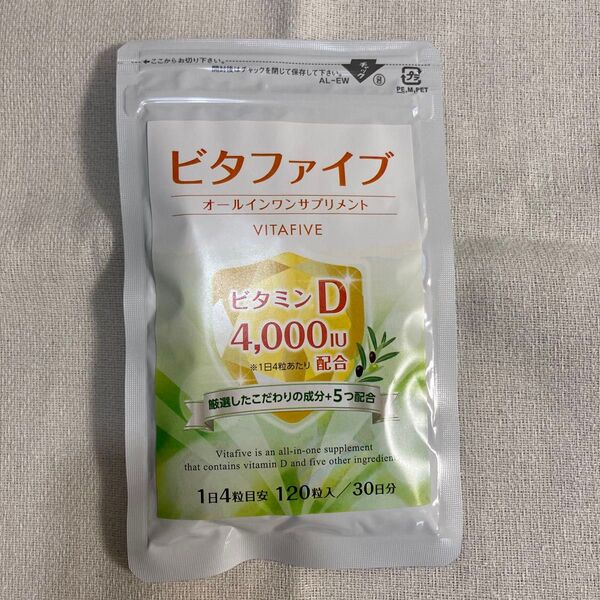 ←ここからお切り下さい。
開封後はチャックを閉じて保存して下さい。
チャック
AL-EW
プラ
PE,M,PET
ビタファイブ
オールインワンサプリメント
VITAFIVE
ビタミンD
4,000IU
※1日4粒あたり 配合
厳選したこだわりの成分+5つ配合
Vitafive is an all-in-one supplement
that contains vitamin D and five other ingredien
1日4粒目安 120粒入/30日分